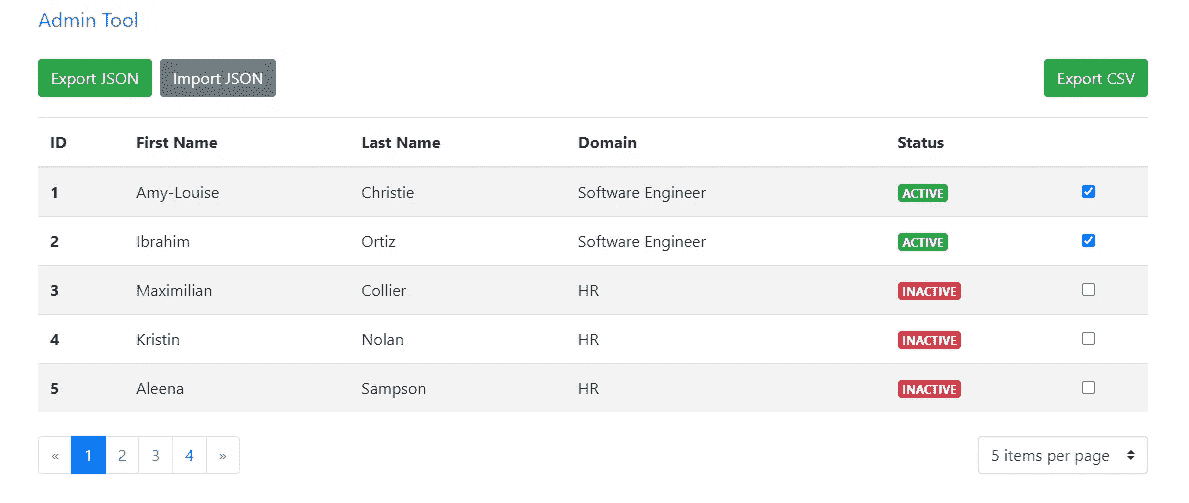 Admin Tool
Export JSON Import JSON Export CSV
ID First Name Last Name Domain Status
1 Amy-Louise Christie Software Engineer ACTIVE
2 Ibrahim Ortiz Software Engineer ACTIVE
3 Maximilian Collier HR INACTIVE
4 Kristin Nolan HR INACTIVE
5 Aleena Sampson HR INACTIVE
« 1 2 3 4 » 5 items per page